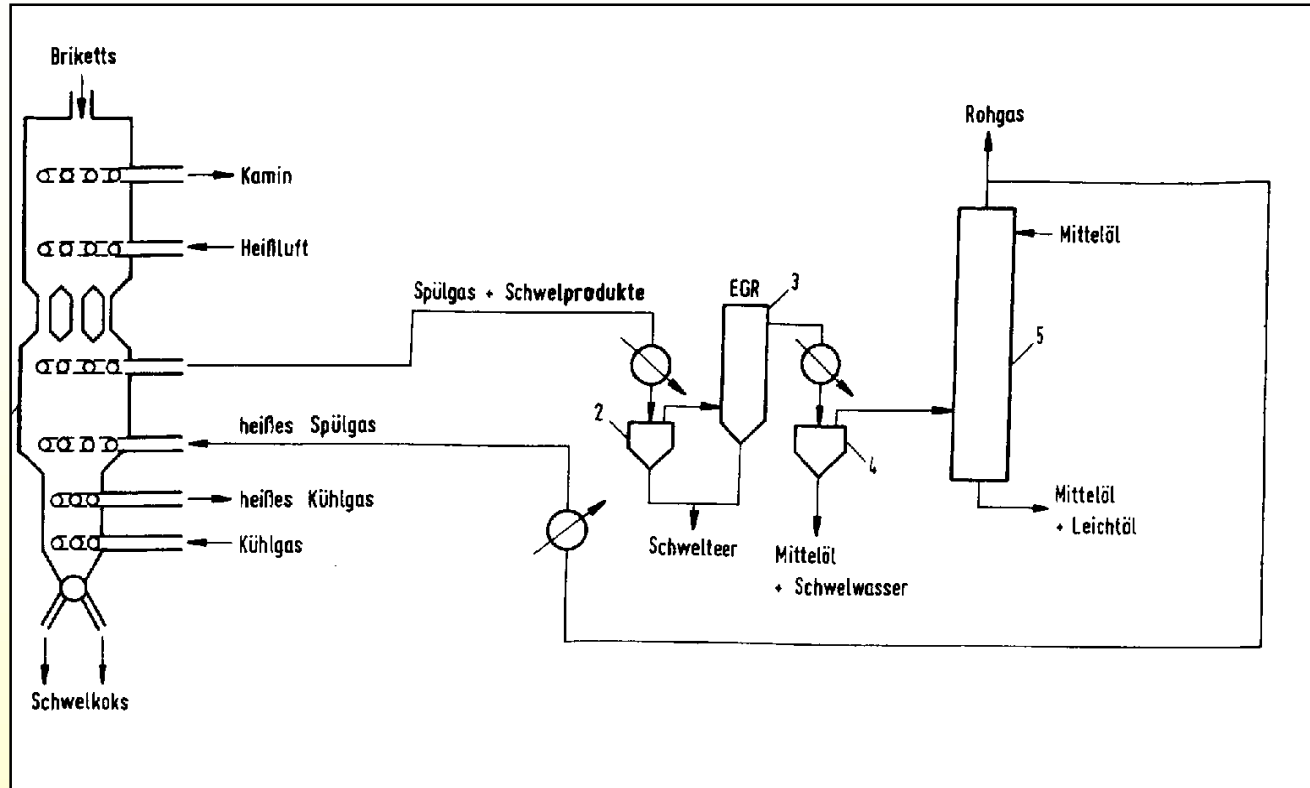 Briketts
Kamin
Heißluft
Spülgas + Schwelprodukte
heißes Spülgas
heißes Kühlgas
Kühlgas
Schwelkoks
2
EGR
3
Schwelteer
4
Mittelöl
+ Schwelwasser
Rohgas
Mittelöl
5
Mittelöl
+ Leichtöl